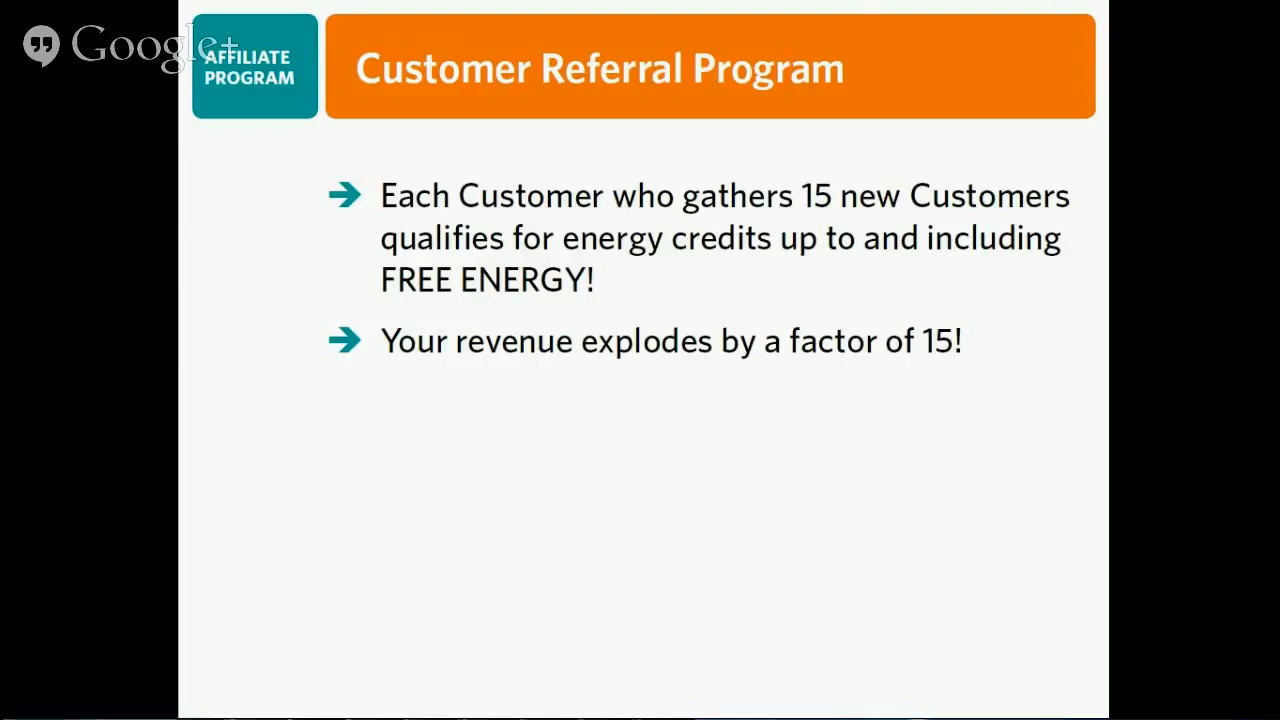 Google+
AFFILIATE
PROGRAM
Customer Referral Program
Each Customer who gathers 15 new Customers
qualifies for energy credits up to and including
FREE ENERGY!
Your revenue explodes by a factor of 15!